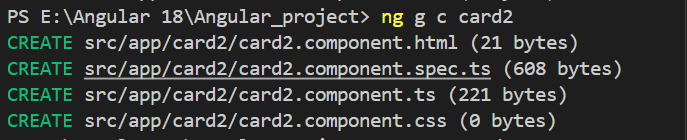 PS E:\Angular 18\Angular_project> ng g c card2
CREATE src/app/card2/card2.component.html (21 bytes)
CREATE src/app/card2/card2.component.spec.ts (608 bytes)
CREATE src/app/card2/card2.component.ts (221 bytes)
CREATE src/app/card2/card2.component.css (0 bytes)